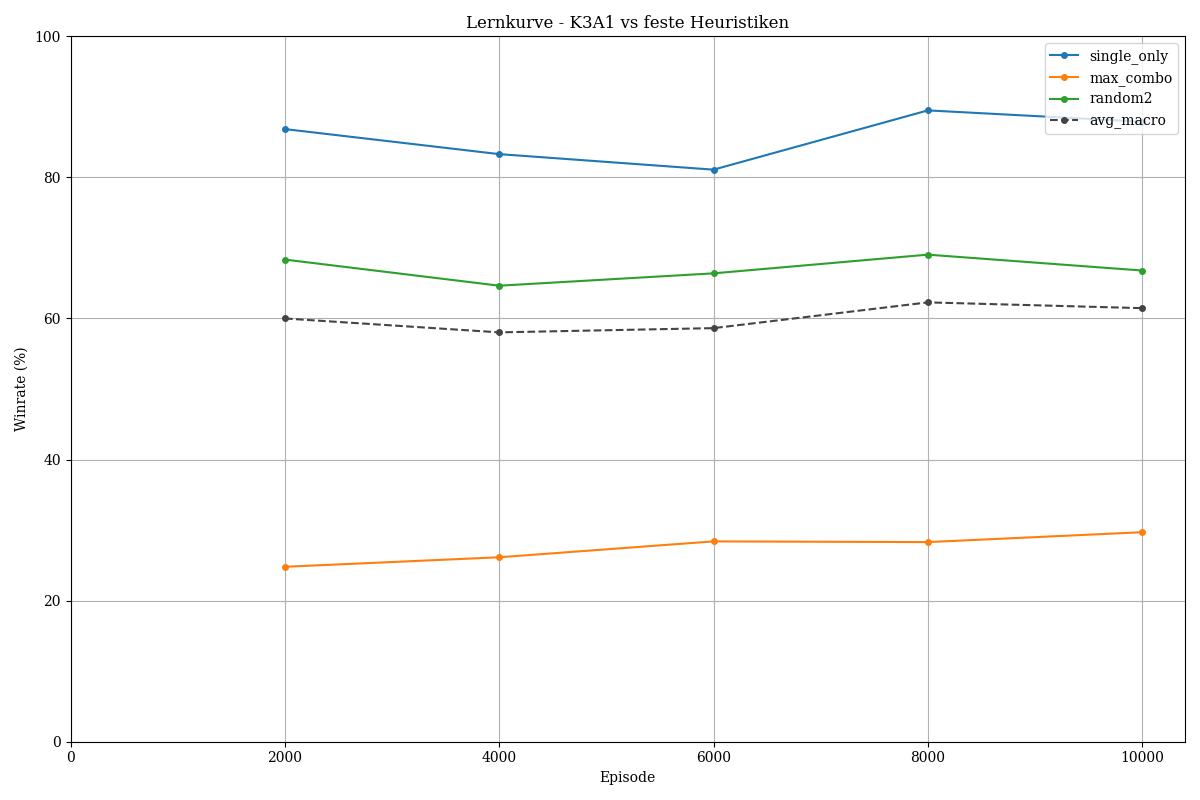 Lernkurve - K3A1 vs feste Heuristiken
100
80
60
40
20
0
Winrate (%)
single_only
max_combo
random2
avg_macro
0
2000
4000
6000
8000
10000
Episode